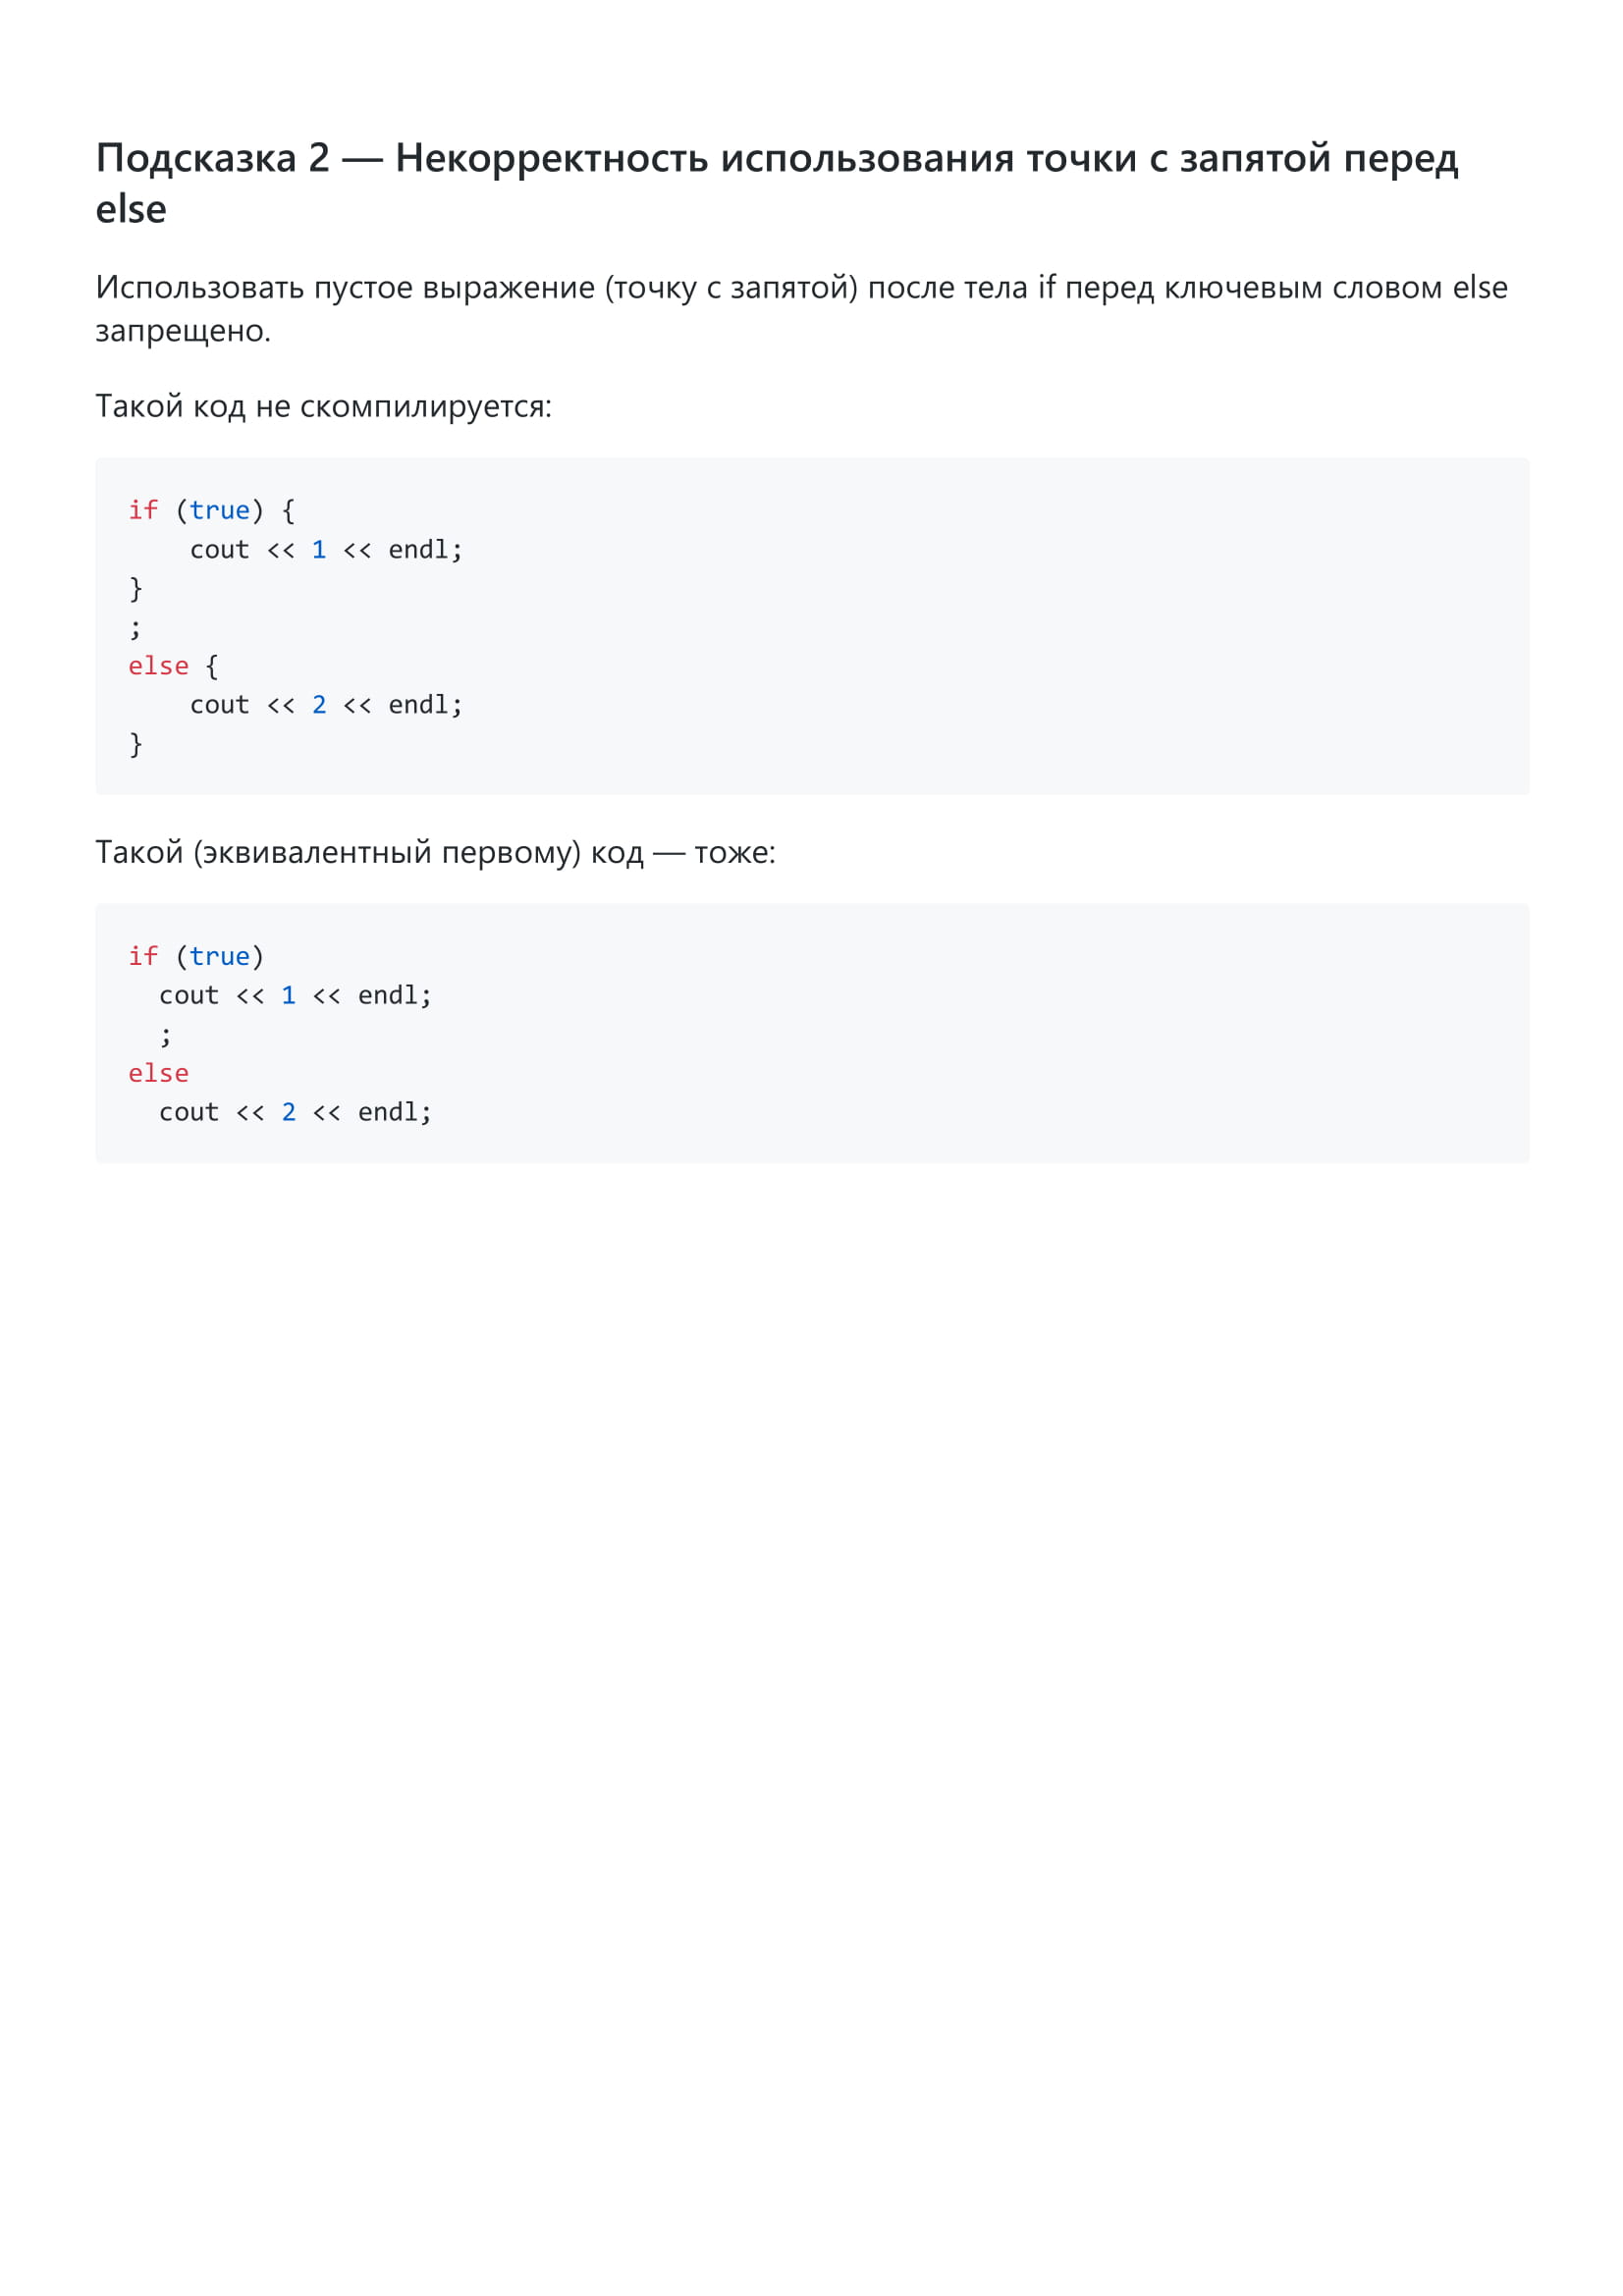 Подсказка 2 — Некорректность использования точки с запятой перед
else
Использовать пустое выражение (точку с запятой) после тела if перед ключевым словом else
запрещено.
Такой код не скомпилируется:
if (true) {
    cout << 1 << endl;
}
;
else {
    cout << 2 << endl;
}
Такой (эквивалентный первому) код — тоже:
if (true)
  cout << 1 << endl;
  ;
else
  cout << 2 << endl;